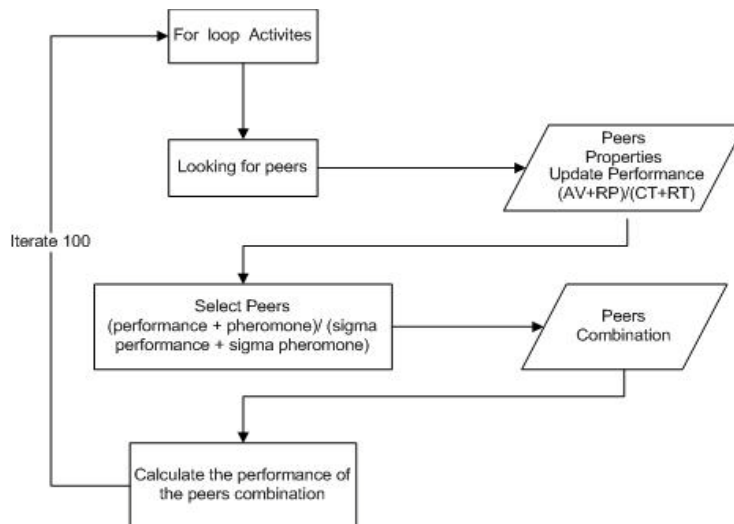 For loop Activites
Looking for peers
Peers
Properties
Update Performance
(AV+RP)/(CT+RT)
Iterate 100
Select Peers
(performance + pheromone)/ (sigma
performance + sigma pheromone)
Peers
Combination
Calculate the performance of
the peers combination